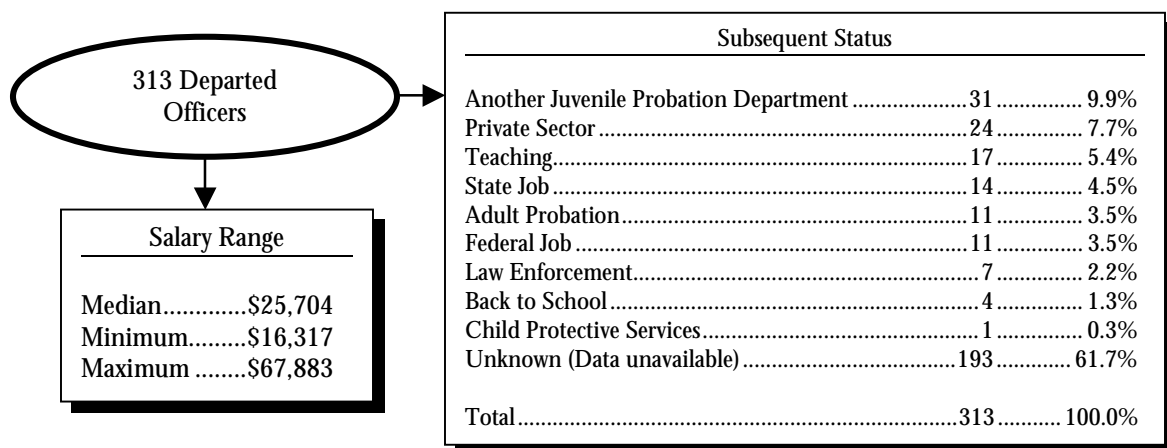 313 Departed
Officers
Salary Range
Median.............$25,704
Minimum.........$16,317
Maximum ........$67,883
Subsequent Status
Another Juvenile Probation Department ........................31 .............. 9.9%
Private Sector...............................................................................24 .............. 7.7%
Teaching.......................................................................................17 .............. 5.4%
State Job .......................................................................................14 .............. 4.5%
Adult Probation..........................................................................11 .............. 3.5%
Federal Job ..................................................................................11 .............. 3.5%
Law Enforcement.........................................................................7 .............. 2.2%
Back to School..............................................................................4 .............. 1.3%
Child Protective Services............................................................1 .............. 0.3%
Unknown (Data unavailable) .............................................193 ............. 61.7%
Total.............................................................................................313 ........... 100.0%